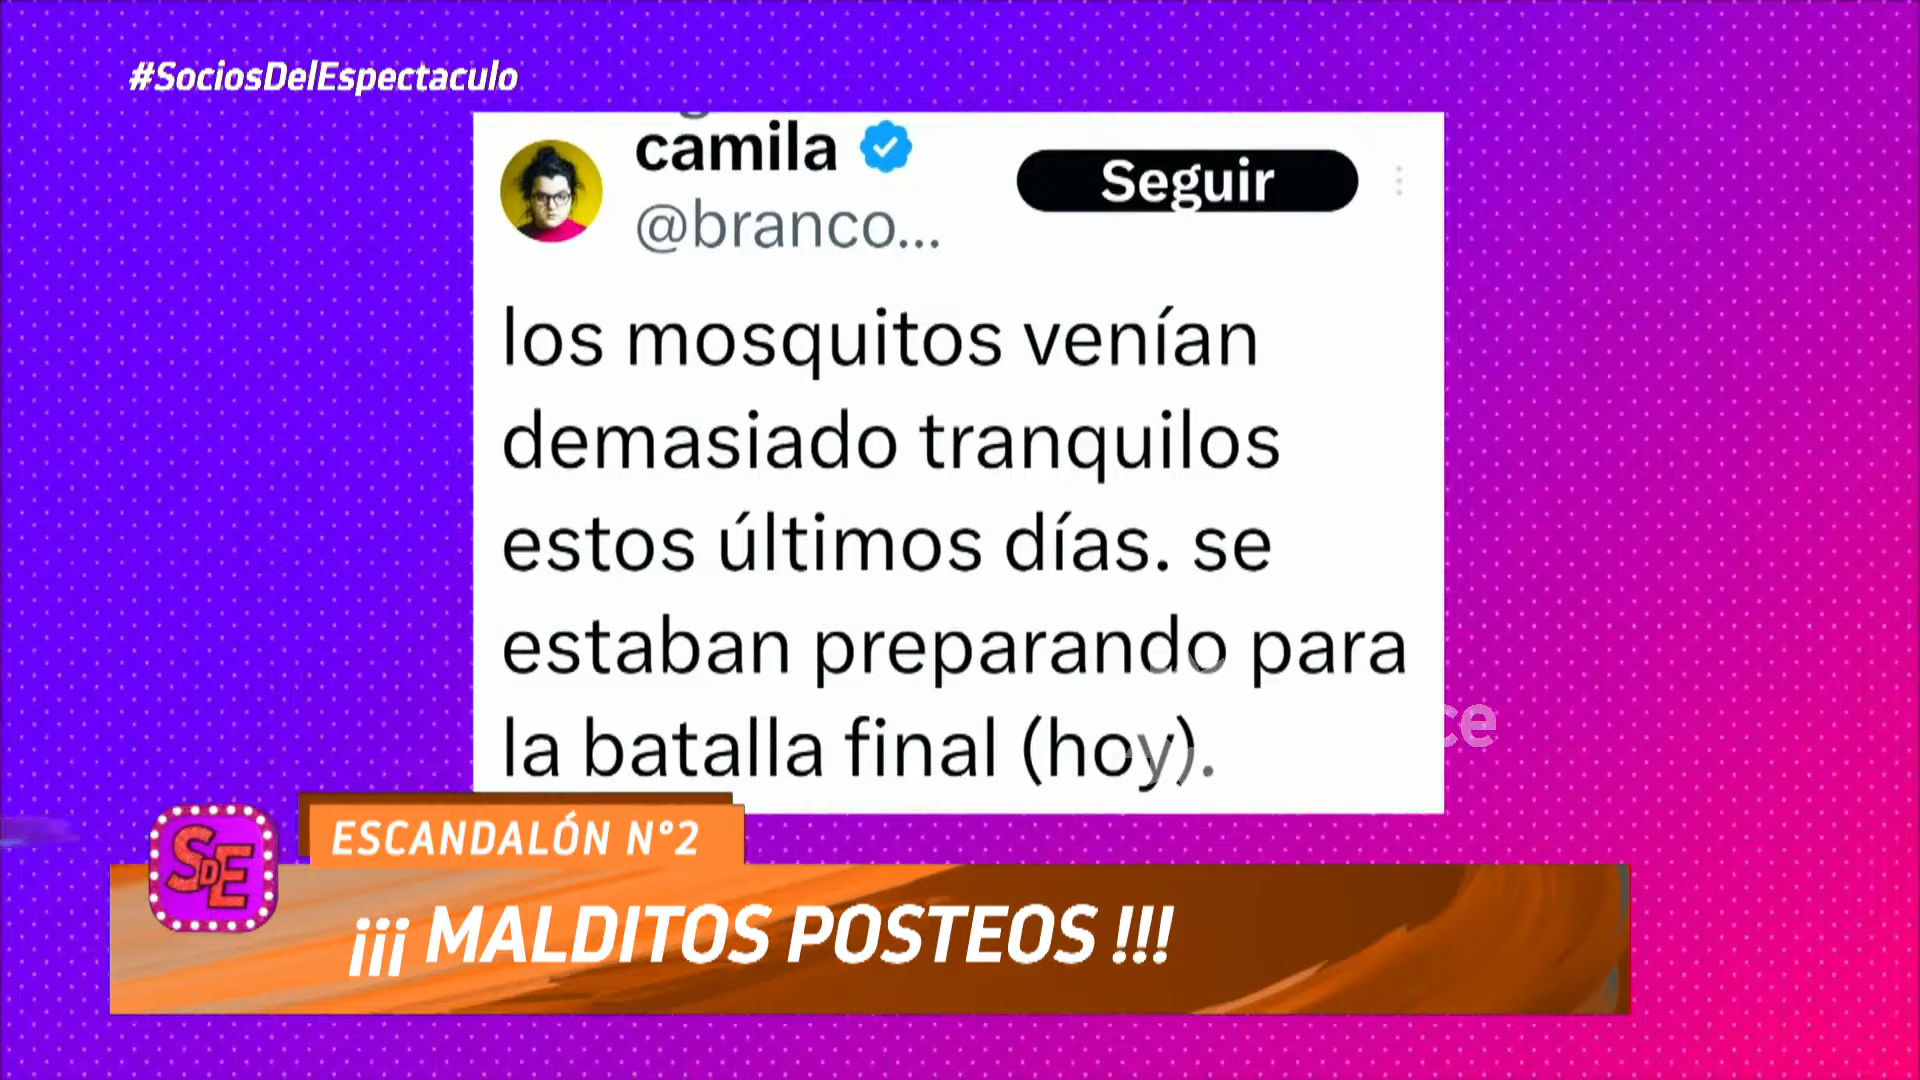 #SociosDelEspectaculo
camila
Seguir
@branco...
los mosquitos venían
demasiado tranquilos
estos últimos días. se
estaban preparando para
la batalla final (hoy).
ESCANDALÓN N°2
SDE
¡¡¡ MALDITOS POSTEOS !!!